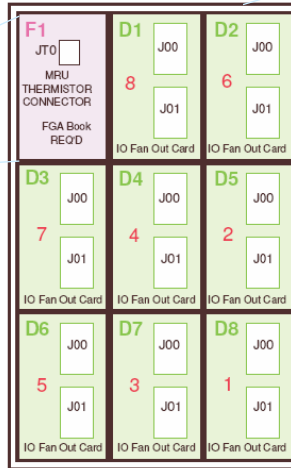 F1
JT0
MRU
THERMISTOR
CONNECTOR
FGA Book
REQ'D
D1
J00
8
J01
IO Fan Out Card
D2
J00
6
J01
IO Fan Out Card
D3
J00
7
J01
IO Fan Out Card
D4
J00
4
J01
IO Fan Out Card
D5
J00
2
J01
IO Fan Out Card
D6
J00
5
J01
IO Fan Out Card
D7
J00
3
J01
IO Fan Out Card
D8
J00
1
J01
IO Fan Out Card